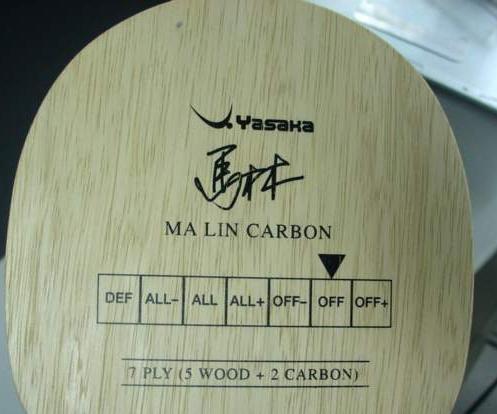 Yasaka
馬林
MA LIN CARBON
DEF ALL- ALL ALL+ OFF- OFF OFF+
7 PLY (5 WOOD + 2 CARBON)